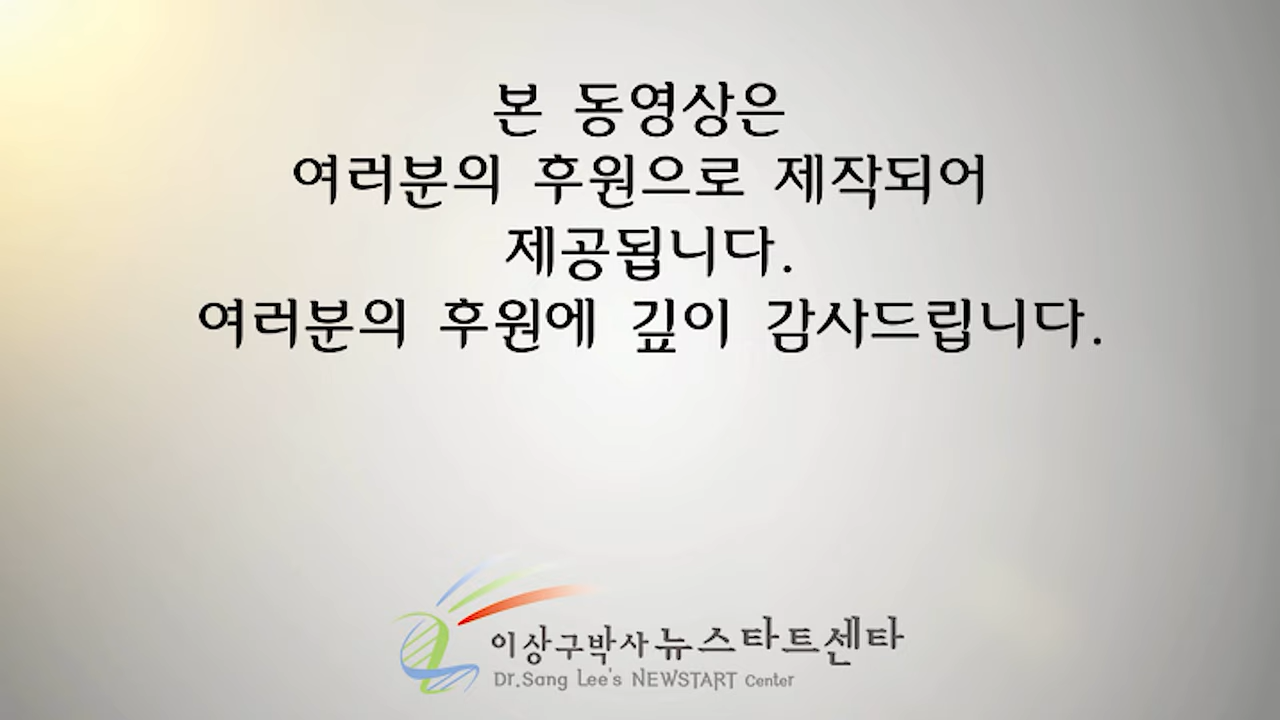 본 동영상은
여러분의 후원으로 제작되어
제공됩니다.
여러분의 후원에 깊이 감사드립니다.
이상구박사 뉴스타트센타
Dr.Sang Lee's NEWSTART Center